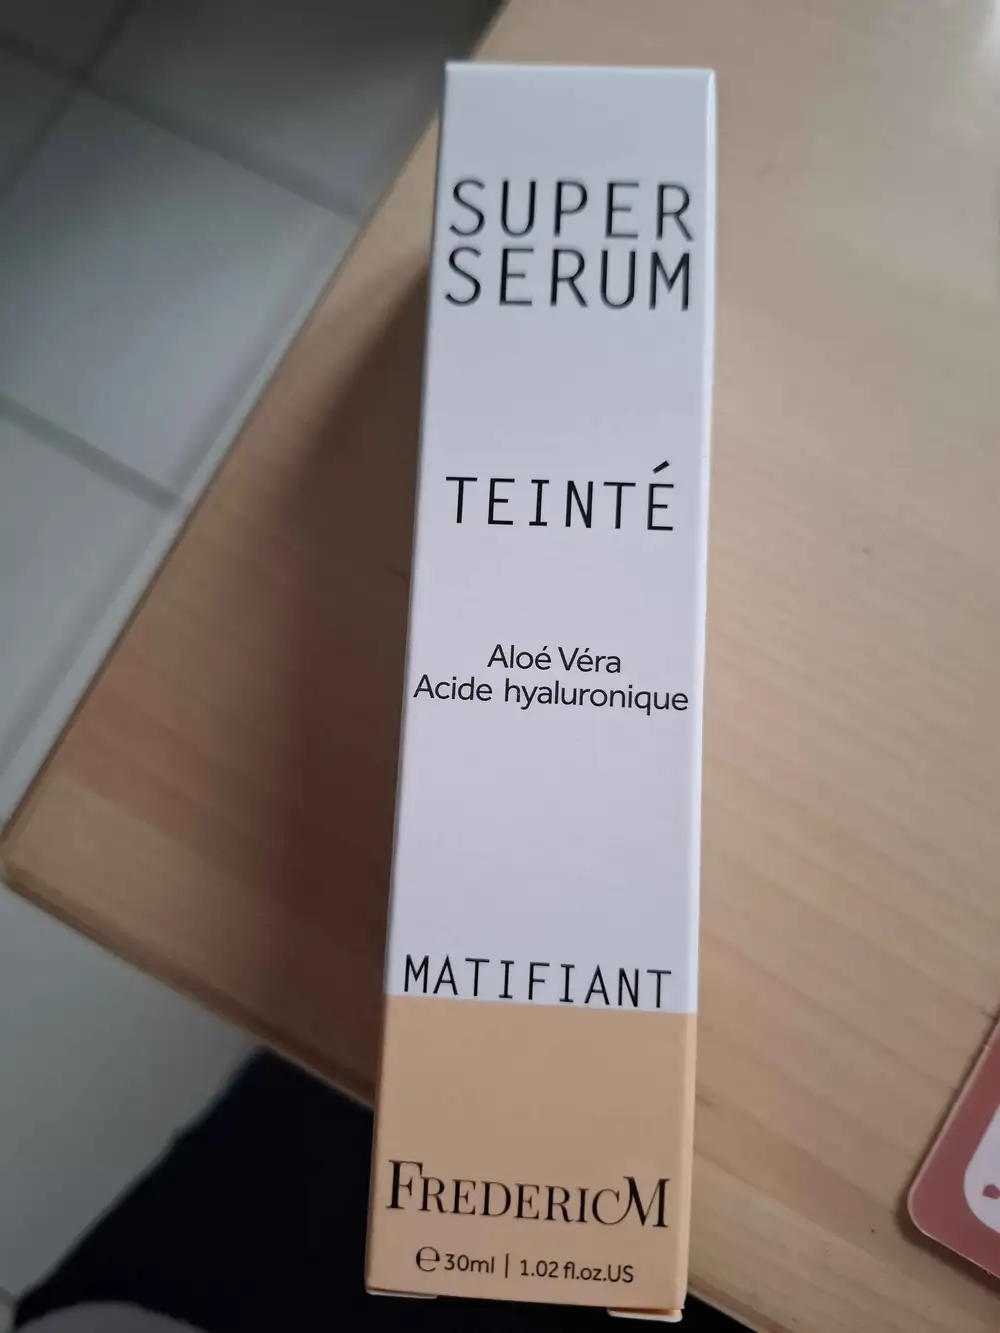 SUPER
SERUM
TEINTÉ
Aloé Véra
Acide hyaluronique
MATIFIANT
FREDERICM
℮30ml | 1.02 fl.oz.US